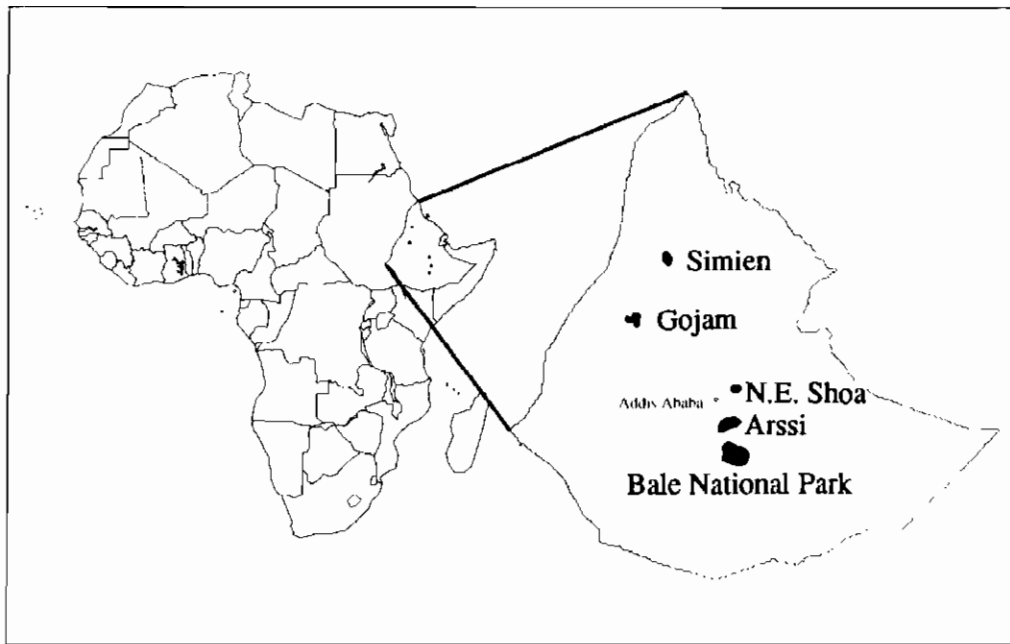 Simien
Gojam
N.E. Shoa
Addis Ababa
Arssi
Bale National Park